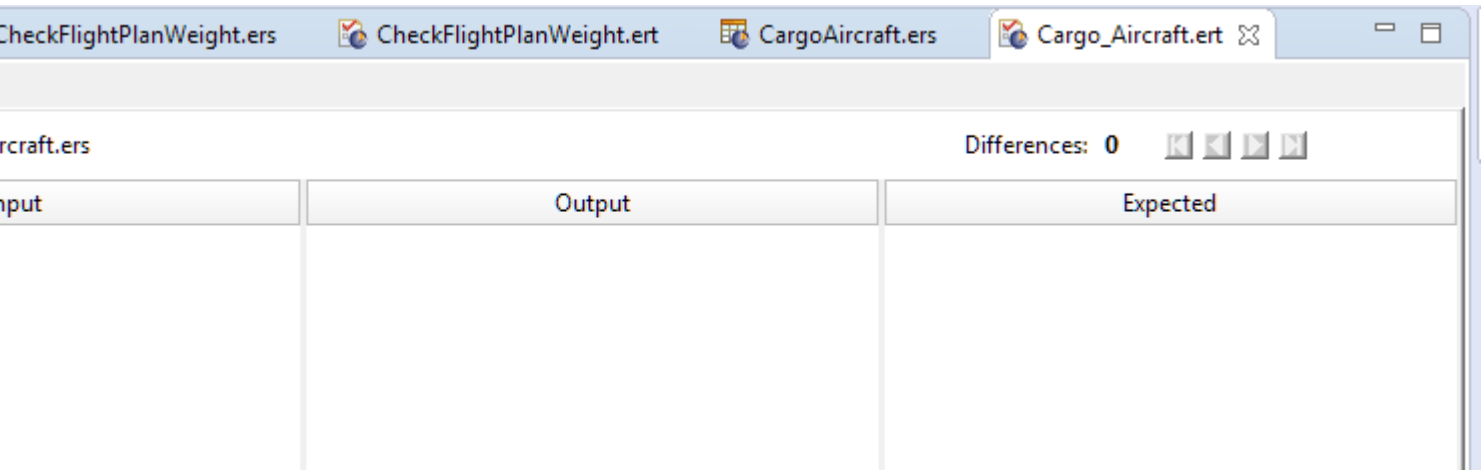 CheckFlightPlanWeight.ers CheckFlightPlanWeight.ert CargoAircraft.ers Cargo_Aircraft.ert
rcraft.ers Differences: 0
nput Output Expected